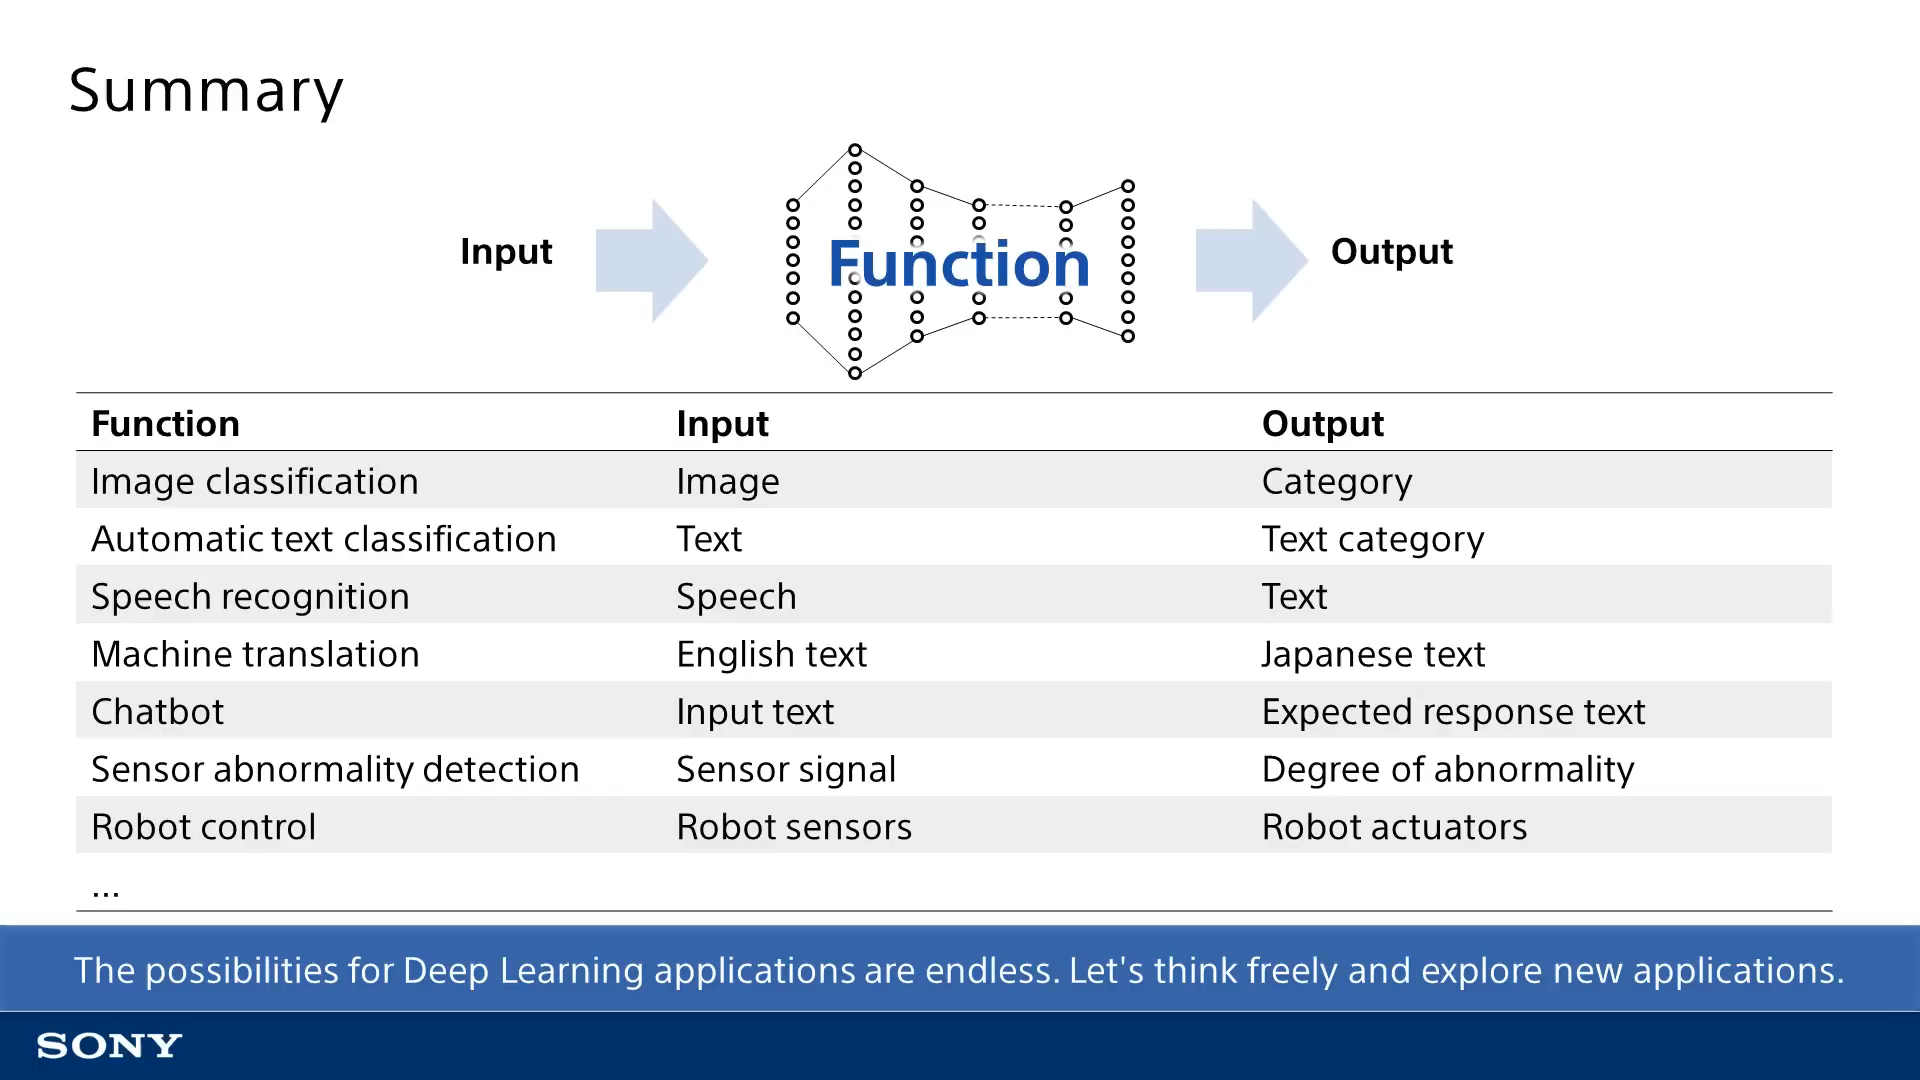 Summary
Input
Function
Output
Function Input Output
Image classification Image Category
Automatic text classification Text Text category
Speech recognition Speech Text
Machine translation English text Japanese text
Chatbot Input text Expected response text
Sensor abnormality detection Sensor signal Degree of abnormality
Robot control Robot sensors Robot actuators
...
The possibilities for Deep Learning applications are endless. Let's think freely and explore new applications.
SONY